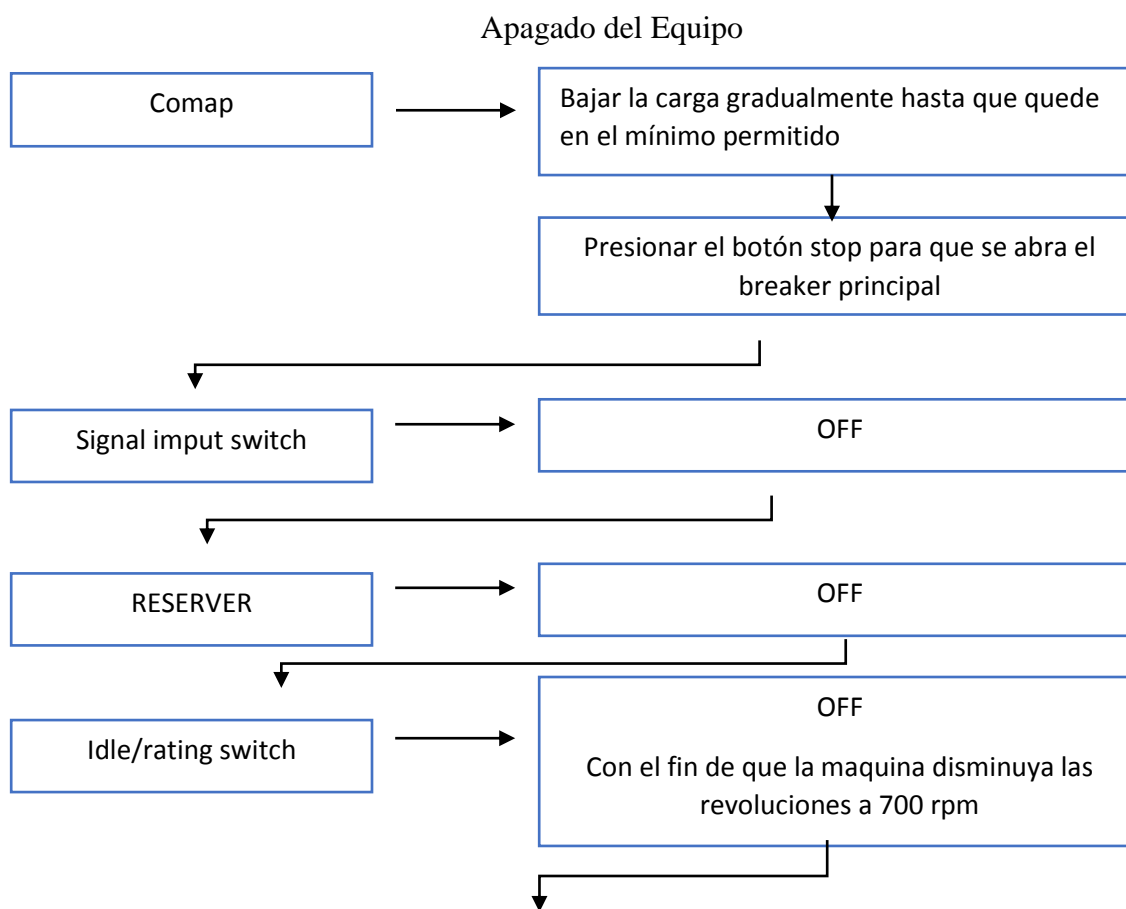 Apagado del Equipo
Comap
Bajar la carga gradualmente hasta que quede
en el mínimo permitido
Presionar el botón stop para que se abra el
breaker principal
Signal imput switch
OFF
RESERVER
OFF
Idle/rating switch
OFF
Con el fin de que la maquina disminuya las
revoluciones a 700 rpm